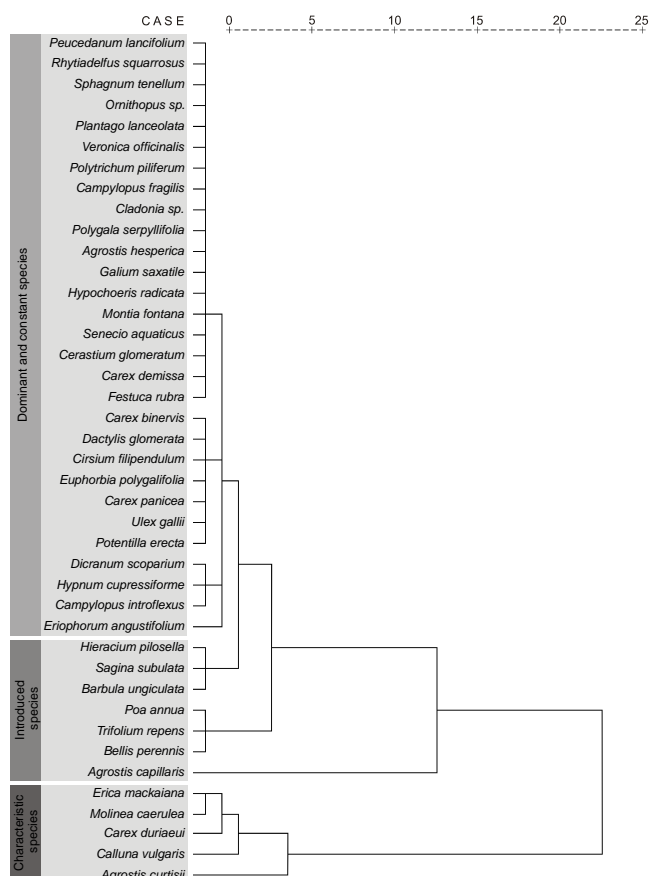 CASE 0 5 10 15 20 25
Peucedanum lancifolium
Rhytiadelfus squarrosus
Sphagnum tenellum
Ornithopus sp.
Plantago lanceolata
Veronica officinalis
Polytrichum piliferum
Campylopus fragilis
Cladonia sp.
Polygala serpyllifolia
Agrostis hesperica
Galium saxatile
Hypochoeris radicata
Montia fontana
Senecio aquaticus
Cerastium glomeratum
Carex demissa
Festuca rubra
Carex binervis
Dactylis glomerata
Cirsium filipendulum
Euphorbia polygalifolia
Carex panicea
Ulex gallii
Potentilla erecta
Dicranum scoparium
Hypnum cupressiforme
Campylopus introflexus
Eriophorum angustifolium
Dominant and constant species
Hieracium pilosella
Sagina subulata
Barbula ungiculata
Poa annua
Trifolium repens
Bellis perennis
Agrostis capillaris
Introduced
species
Erica mackaiana
Molinea caerulea
Carex duriaeui
Calluna vulgaris
Agrostis curtisii
Characteristic
species